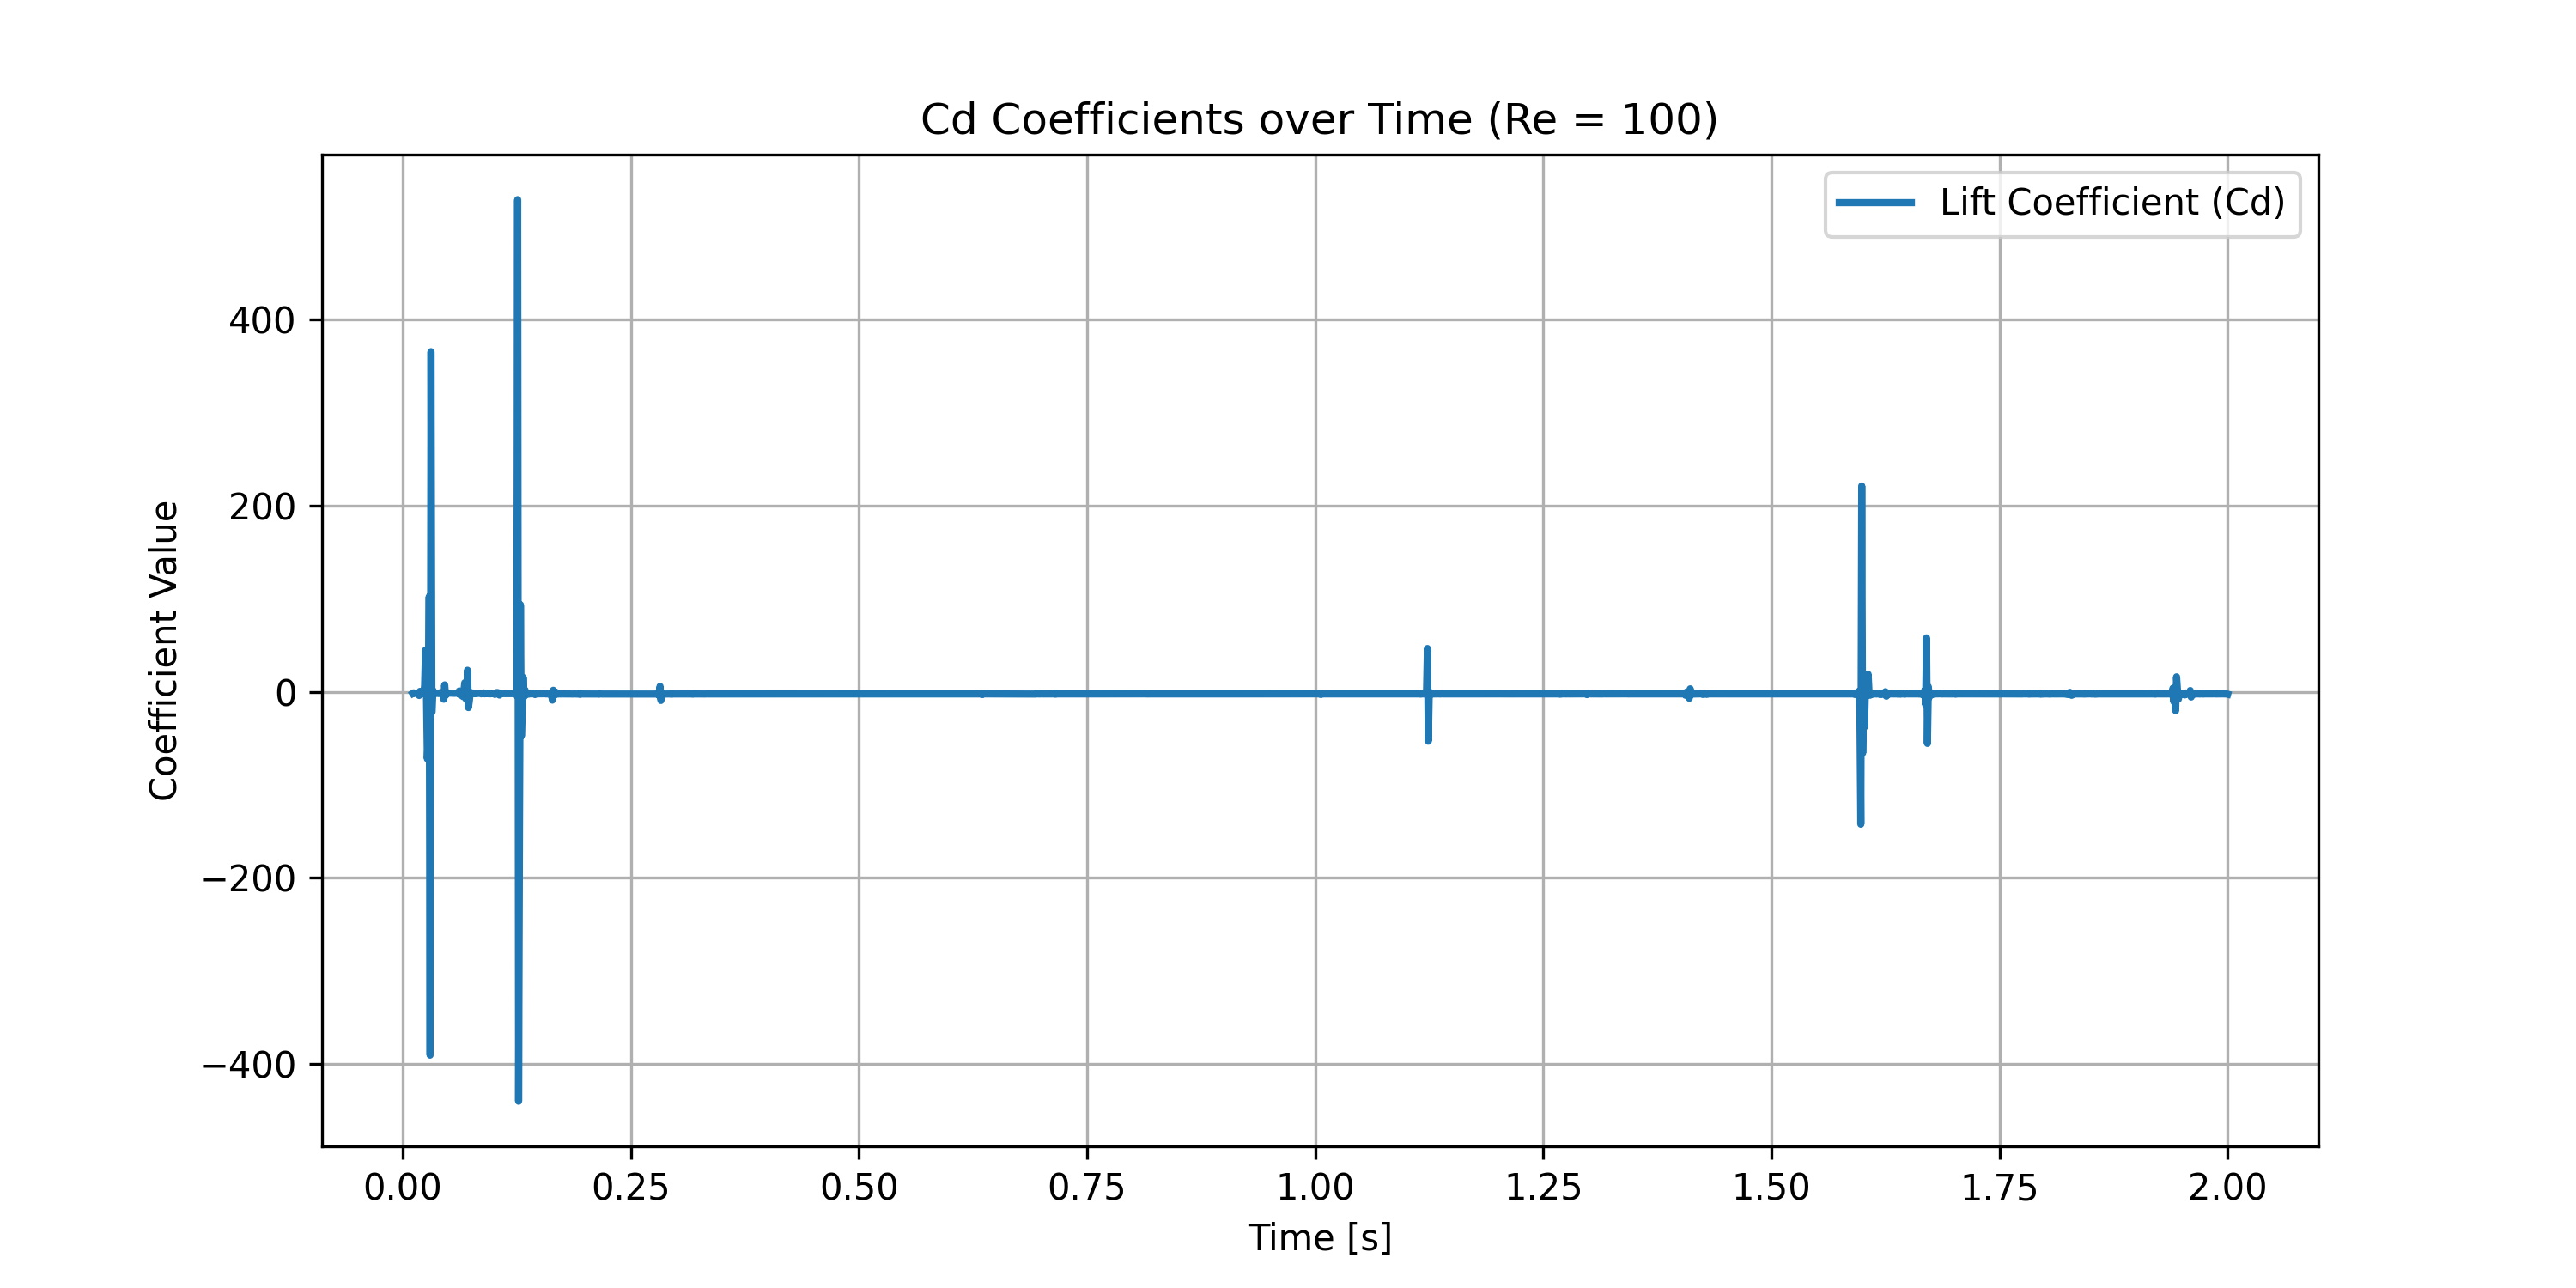 Cd Coefficients over Time (Re = 100)
Lift Coefficient (Cd)
Coefficient Value
400
200
0
−200
−400
0.00 0.25 0.50 0.75 1.00 1.25 1.50 1.75 2.00
Time [s]